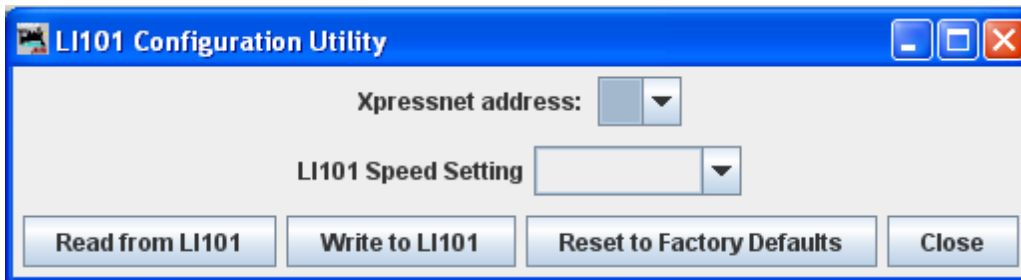 LI101 Configuration Utility
Xpressnet address:
LI101 Speed Setting
Read from LI101 Write to LI101 Reset to Factory Defaults Close